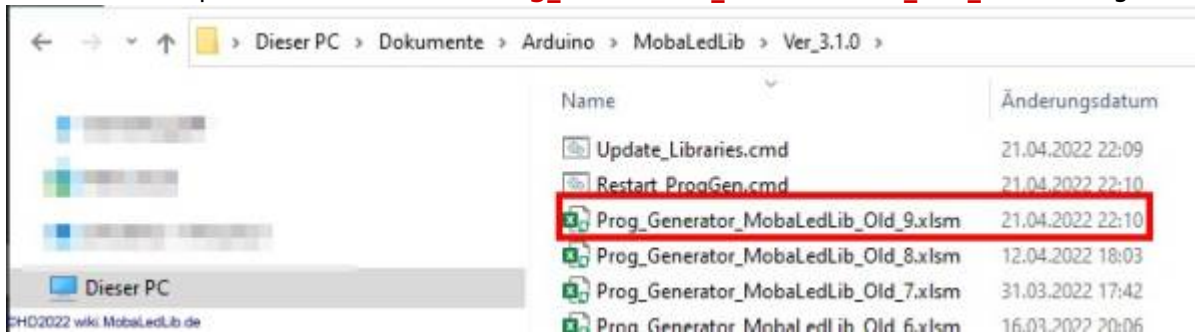 Dieser PC > Dokumente > Arduino > MobaLedLib > Ver_3.1.0 >
Name Änderungsdatum
Update_Libraries.cmd 21.04.2022 22:09
Restart_ProgGen.cmd 21.04.2022 22:10
Prog_Generator_MobaLedLib_Old_9.xlsm 21.04.2022 22:10
Prog_Generator_MobaLedLib_Old_8.xlsm 12.04.2022 18:03
Dieser PC
Prog_Generator_MobaLedLib_Old_7.xlsm 31.03.2022 17:42
Prog_Generator_MobaLedLib_Old_6.xlsm 16.03.2022 20:06
wiki.MobaLedLib.de